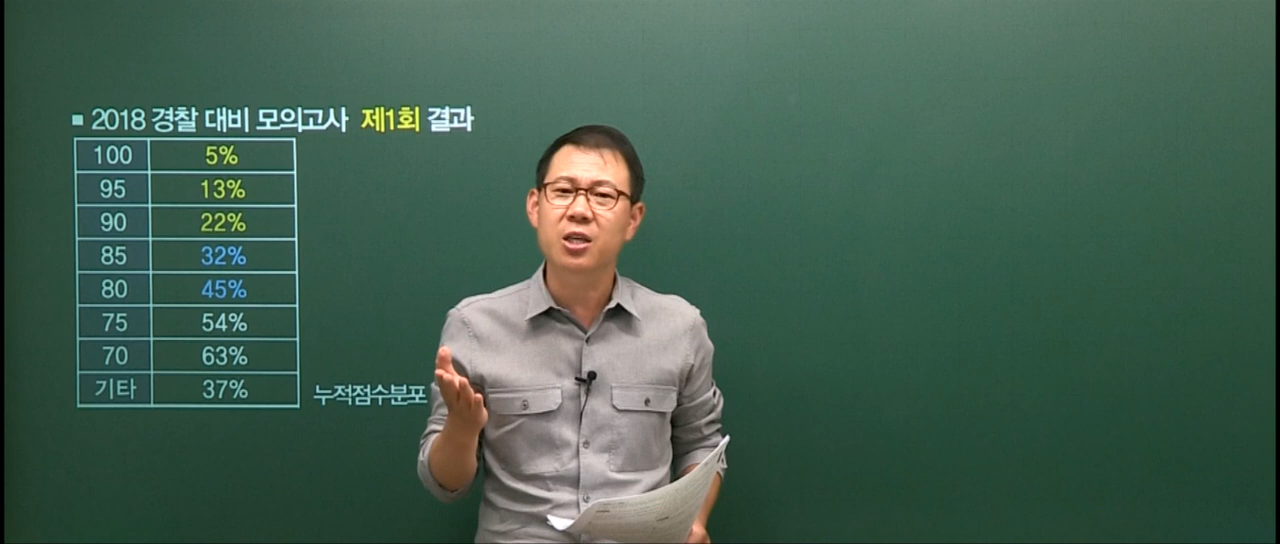 ▪ 2018 경찰 대비 모의고사 제1회 결과
100 5%
95 13%
90 22%
85 32%
80 45%
75 54%
70 63%
기타 37%
누적점수분포